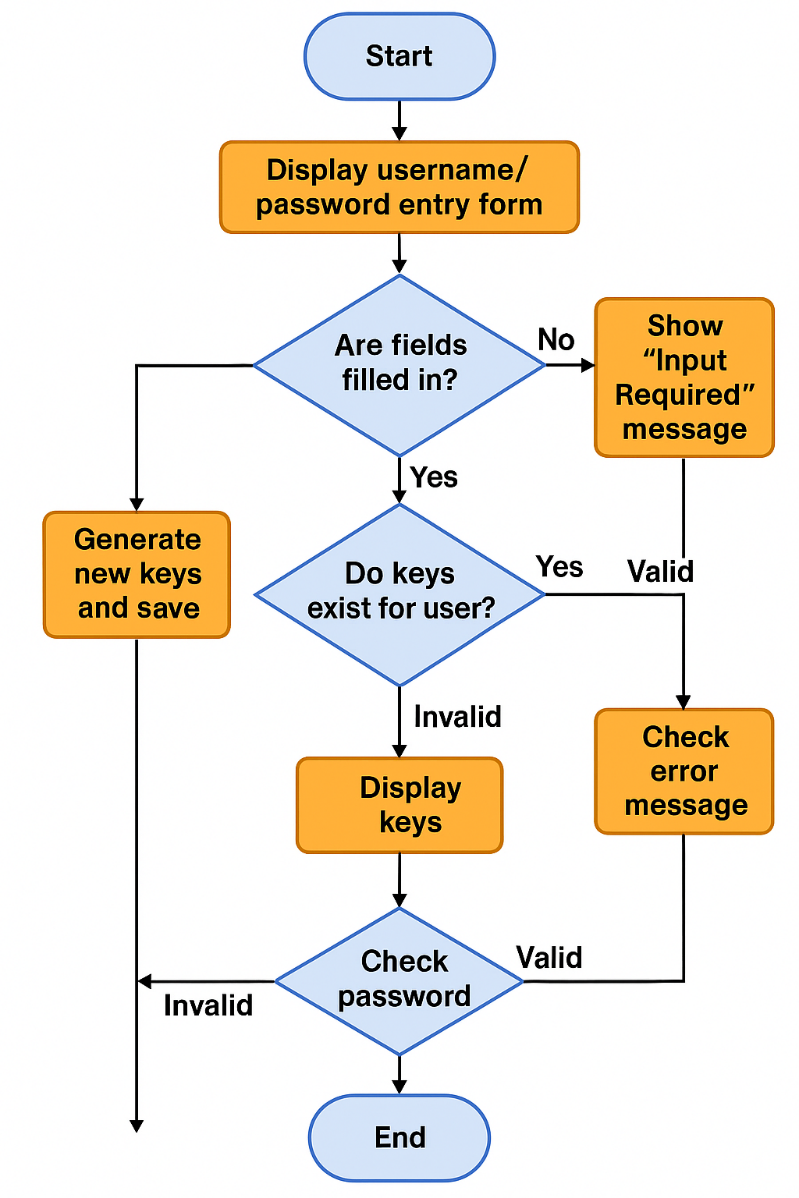 Start
Display username/
password entry form
Are fields
filled in?
No
Show
“Input
Required”
message
Yes
Generate
new keys
and save
Do keys
exist for user?
Yes
Valid
Invalid
Display
keys
Check
error
message
Check
password
Valid
Invalid
End